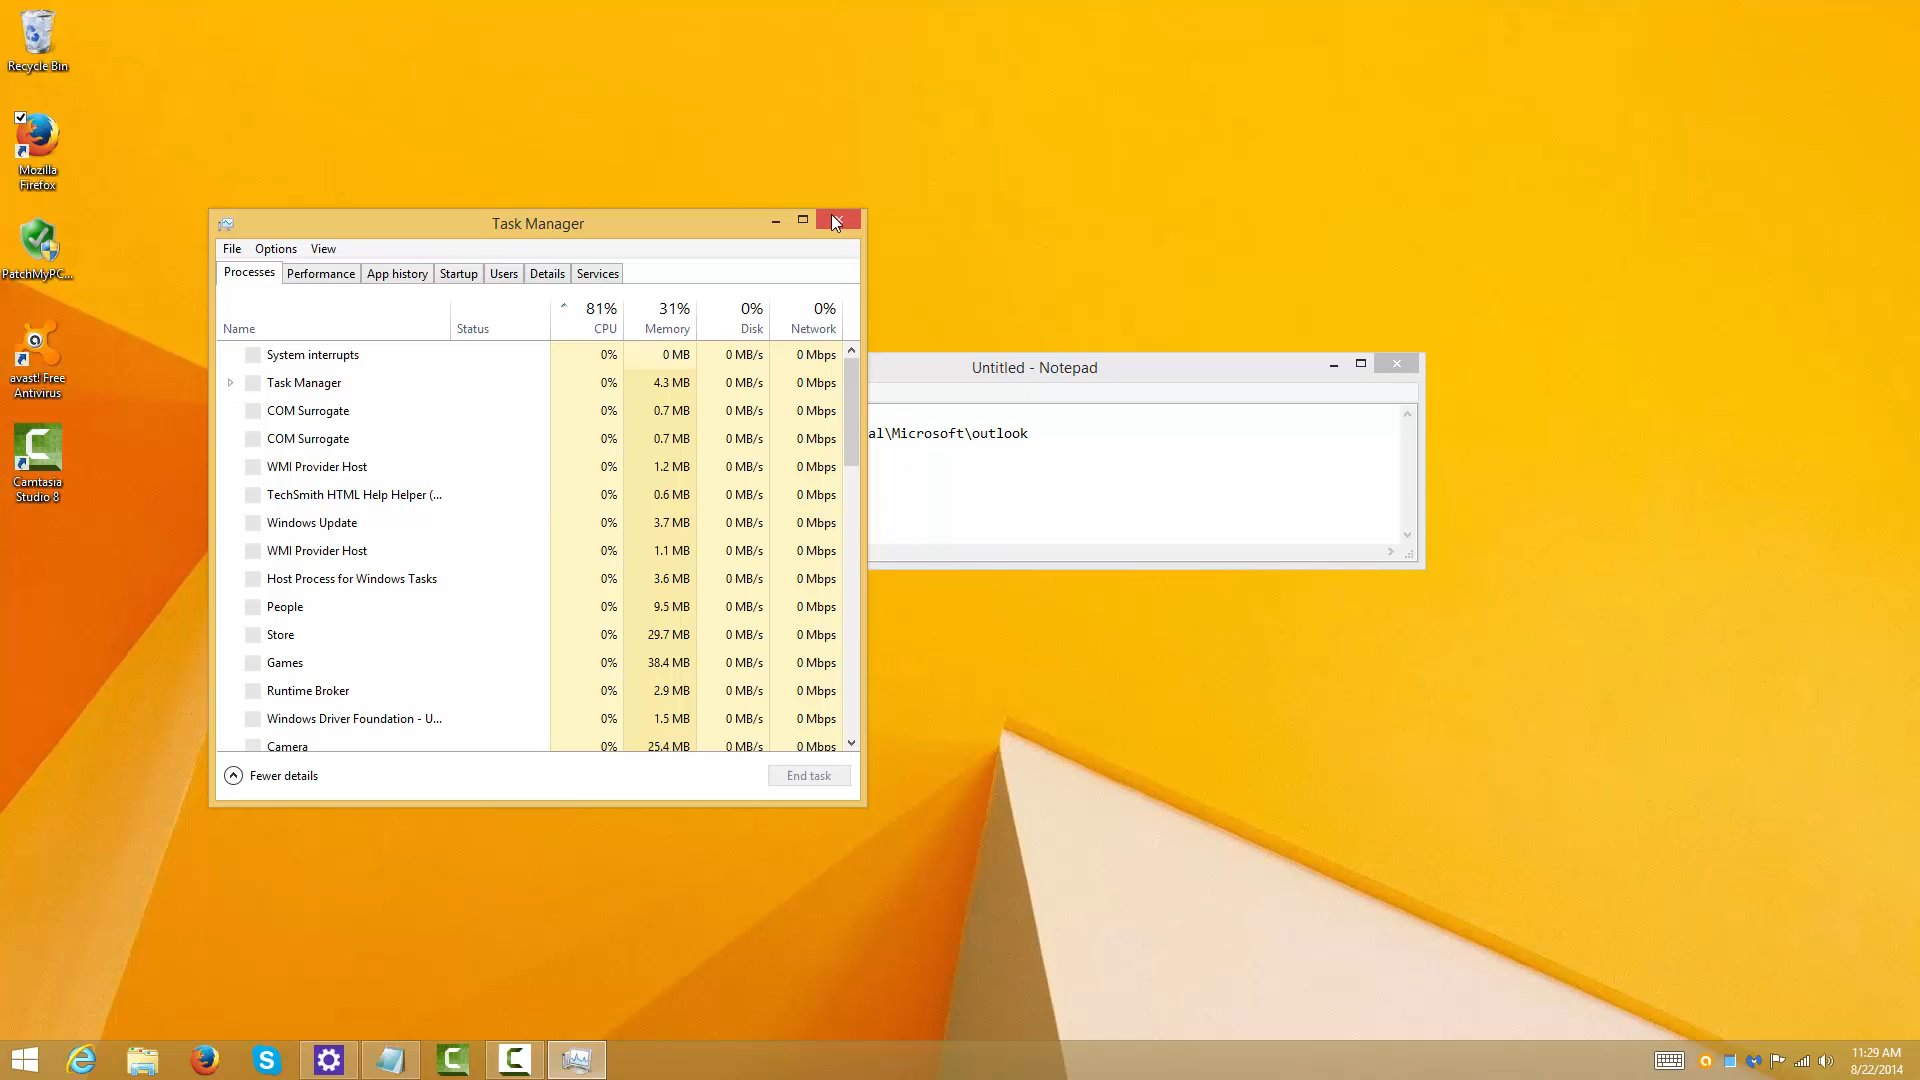 Recycle Bin
Mozilla
Firefox
PatchMyPC...
avast! Free
Antivirus
Camtasia
Studio 8
Task Manager
File Options View
Processes Performance App history Startup Users Details Services
81% 31% 0% 0%
Name Status CPU Memory Disk Network
System interrupts 0% 0 MB 0 MB/s 0 Mbps
Task Manager 0% 4.3 MB 0 MB/s 0 Mbps
COM Surrogate 0% 0.7 MB 0 MB/s 0 Mbps
COM Surrogate 0% 0.7 MB 0 MB/s 0 Mbps
WMI Provider Host 0% 1.2 MB 0 MB/s 0 Mbps
TechSmith HTML Help Helper (... 0% 0.6 MB 0 MB/s 0 Mbps
Windows Update 0% 3.7 MB 0 MB/s 0 Mbps
WMI Provider Host 0% 1.1 MB 0 MB/s 0 Mbps
Host Process for Windows Tasks 0% 3.6 MB 0 MB/s 0 Mbps
People 0% 9.5 MB 0 MB/s 0 Mbps
Store 0% 29.7 MB 0 MB/s 0 Mbps
Games 0% 38.4 MB 0 MB/s 0 Mbps
Runtime Broker 0% 2.9 MB 0 MB/s 0 Mbps
Windows Driver Foundation - U... 0% 1.5 MB 0 MB/s 0 Mbps
Camera 0% 25.4 MB 0 MB/s 0 Mbps
Fewer details End task
Untitled - Notepad
al\Microsoft\outlook
11:29 AM
8/22/2014